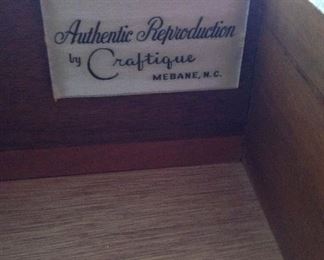 Authentic Reproduction
by Craftique
MEBANE, N.C.